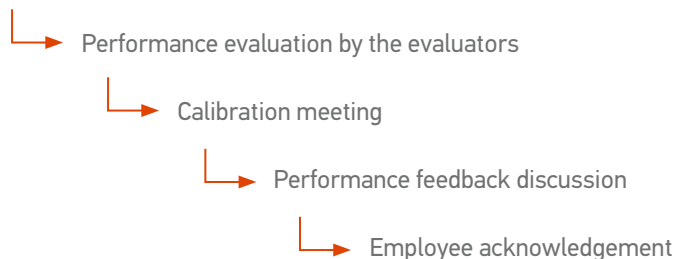 Performance evaluation by the evaluators
Calibration meeting
Performance feedback discussion
Employee acknowledgement